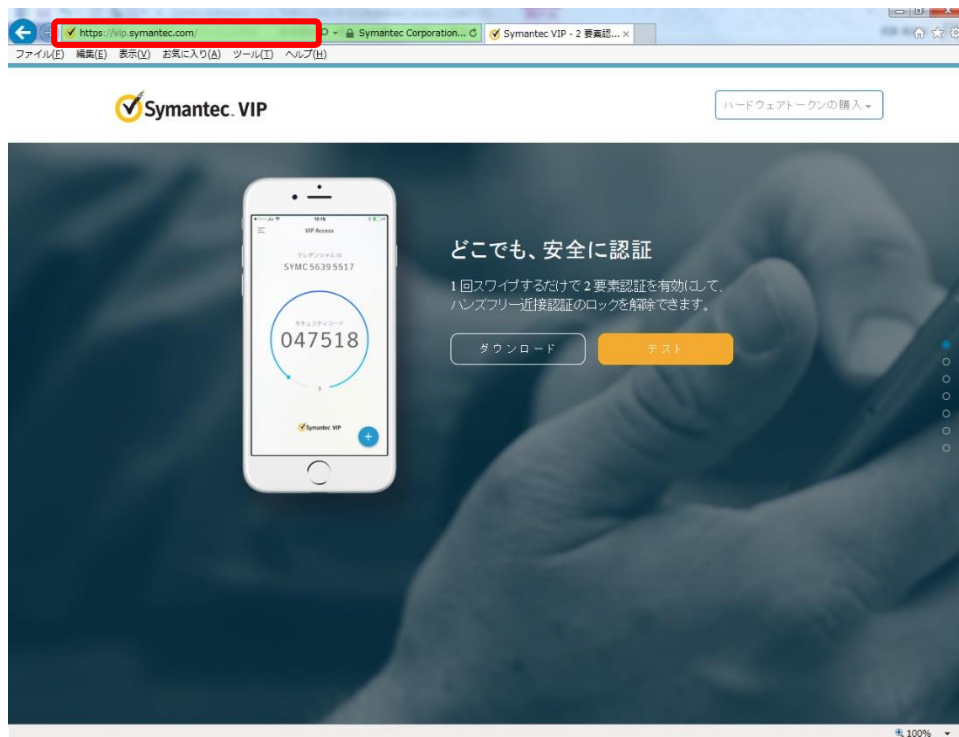 https://vip.symantec.com/
Symantec Corporation...
Symantec VIP - 2 要素認...
ファイル(F) 編集(E) 表示(V) お気に入り(A) ツール(T) ヘルプ(H)
Symantec. VIP
ハードウェアトークンの購入
12:19
VIP Access
クレデンシャル ID
SYMC 5639 5517
セキュリティコード
047518
3
Symantec. VIP
どこでも、安全に認証
1 回スワイプするだけで 2 要素認証を有効にして、
ハンズフリー近接認証のロックを解除できます。
ダウンロード
テスト
100%